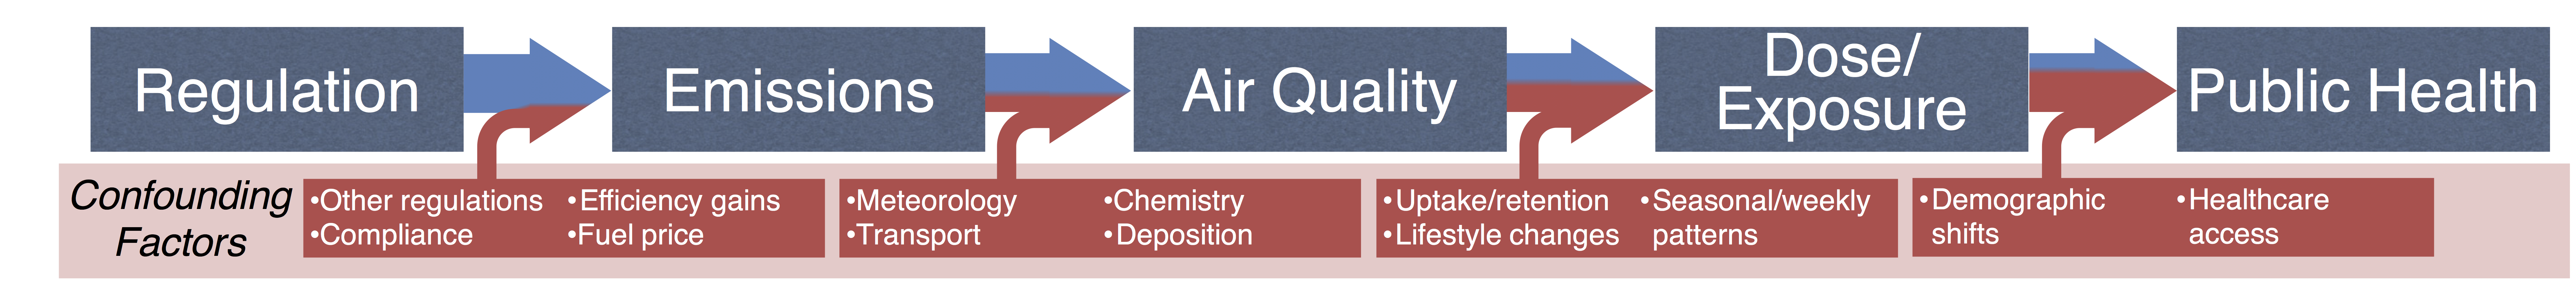 Regulation
Emissions
Air Quality
Dose/
Exposure
Public Health
Confounding
Factors
•Other regulations
•Compliance
•Efficiency gains
•Fuel price
•Meteorology
•Transport
•Chemistry
•Deposition
•Uptake/retention
•Lifestyle changes
•Seasonal/weekly
patterns
•Demographic
shifts
•Healthcare
access